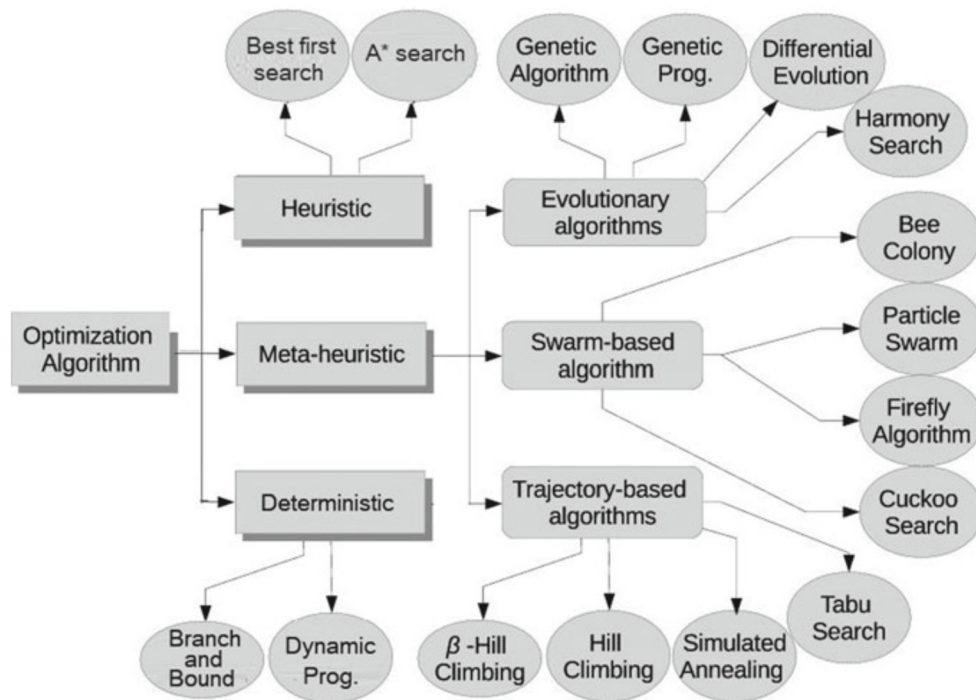 Best first
search
A* search
Genetic
Algorithm
Genetic
Prog.
Differential
Evolution
Harmony
Search
Heuristic
Evolutionary
algorithms
Bee
Colony
Optimization
Algorithm
Meta-heuristic
Swarm-based
algorithm
Particle
Swarm
Firefly
Algorithm
Deterministic
Trajectory-based
algorithms
Cuckoo
Search
Branch
and
Bound
Dynamic
Prog.
β -Hill
Climbing
Hill
Climbing
Simulated
Annealing
Tabu
Search